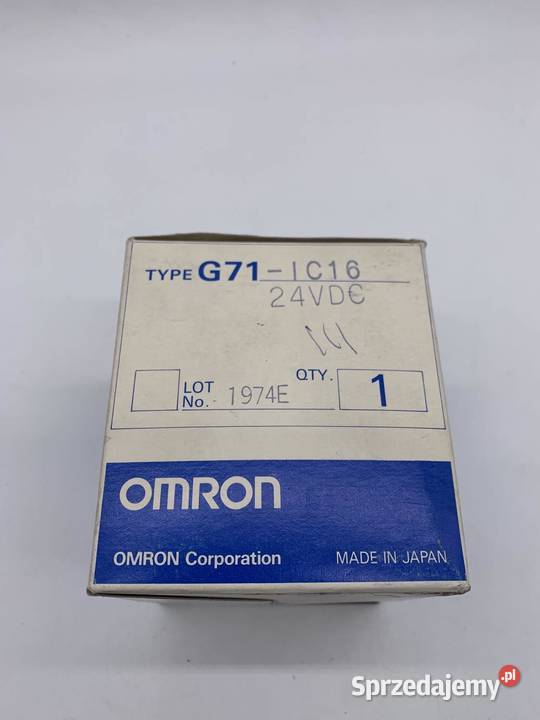 TYPE G71-IC16
24VDC
LOT No. 1974E QTY. 1
OMRON
OMRON Corporation MADE IN JAPAN
Sprzedajemy.pl